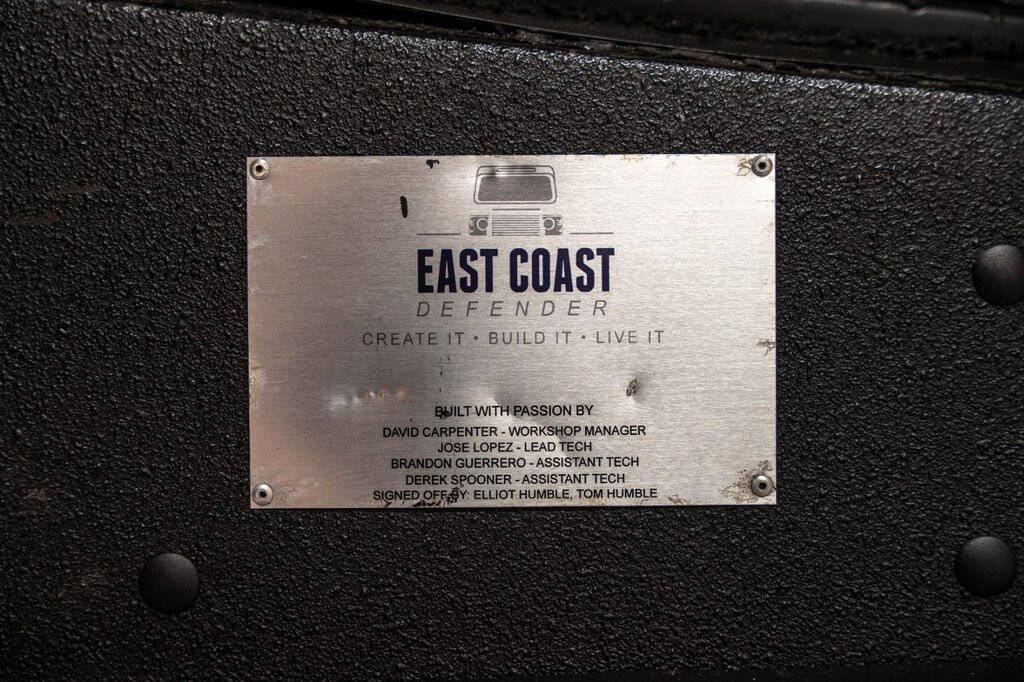 EAST COAST
DEFENDER
CREATE IT • BUILD IT • LIVE IT
BUILT WITH PASSION BY
DAVID CARPENTER - WORKSHOP MANAGER
JOSE LOPEZ - LEAD TECH
BRANDON GUERRERO - ASSISTANT TECH
DEREK SPOONER - ASSISTANT TECH
SIGNED OFF BY: ELLIOT HUMBLE, TOM HUMBLE